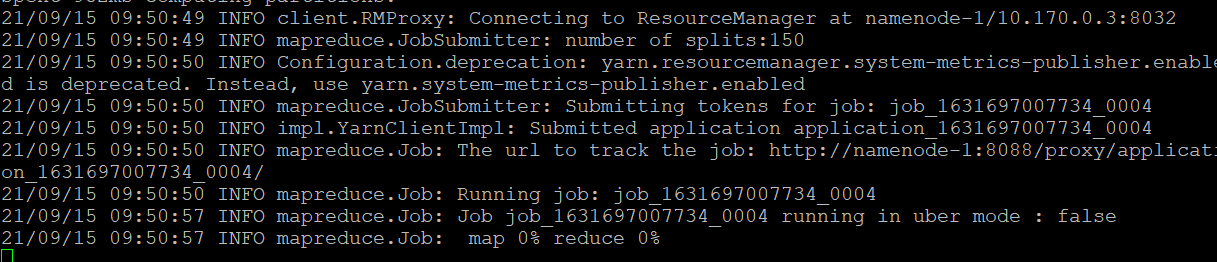 spent 902ms computing partitions.
21/09/15 09:50:49 INFO client.RMProxy: Connecting to ResourceManager at namenode-1/10.170.0.3:8032
21/09/15 09:50:49 INFO mapreduce.JobSubmitter: number of splits:150
21/09/15 09:50:50 INFO Configuration.deprecation: yarn.resourcemanager.system-metrics-publisher.enable
d is deprecated. Instead, use yarn.system-metrics-publisher.enabled
21/09/15 09:50:50 INFO mapreduce.JobSubmitter: Submitting tokens for job: job_1631697007734_0004
21/09/15 09:50:50 INFO impl.YarnClientImpl: Submitted application application_1631697007734_0004
21/09/15 09:50:50 INFO mapreduce.Job: The url to track the job: http://namenode-1:8088/proxy/applicati
on_1631697007734_0004/
21/09/15 09:50:50 INFO mapreduce.Job: Running job: job_1631697007734_0004
21/09/15 09:50:57 INFO mapreduce.Job: Job job_1631697007734_0004 running in uber mode : false
21/09/15 09:50:57 INFO mapreduce.Job:  map 0% reduce 0%